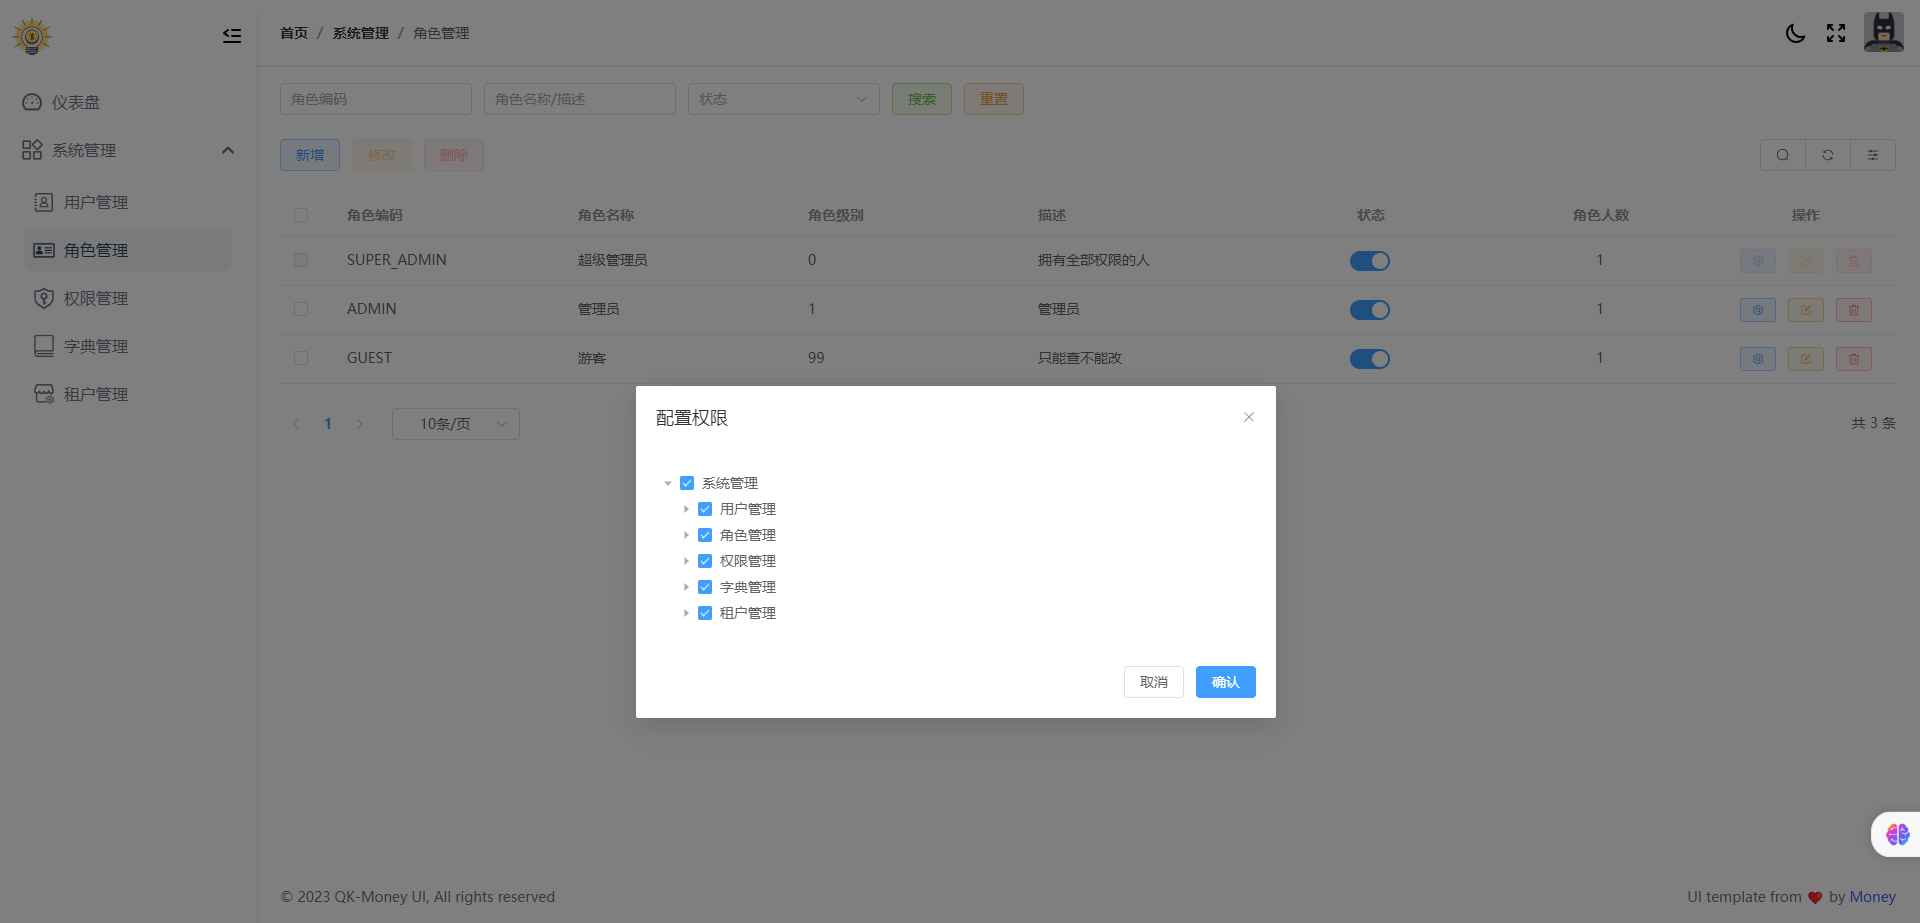 首页 / 系统管理 / 角色管理
仪表盘
系统管理
用户管理
角色管理
权限管理
字典管理
租户管理
角色编码 角色名称/描述 状态 搜索 重置
新增 修改 删除
角色编码 角色名称 角色级别 描述 状态 角色人数 操作
SUPER_ADMIN 超级管理员 0 拥有全部权限的人 1
ADMIN 管理员 1 管理员 1
GUEST 游客 99 只能查不能改 1
1 10条/页 共 3 条
配置权限
系统管理
用户管理
角色管理
权限管理
字典管理
租户管理
取消 确认
© 2023 QK-Money UI, All rights reserved
UI template from ❤️ by Money